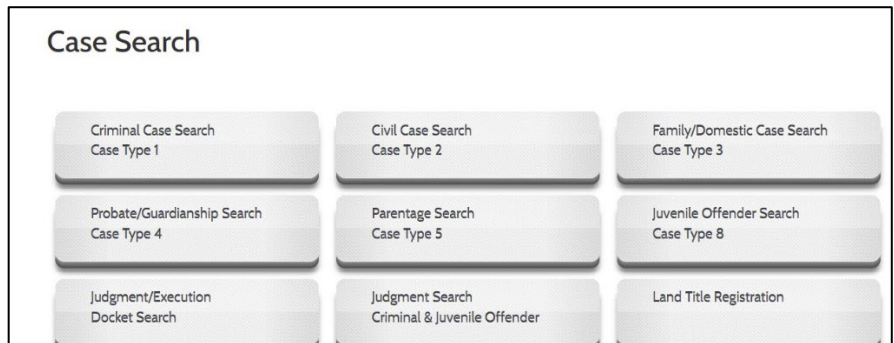 Case Search
Criminal Case Search
Case Type 1
Civil Case Search
Case Type 2
Family/Domestic Case Search
Case Type 3
Probate/Guardianship Search
Case Type 4
Parentage Search
Case Type 5
Juvenile Offender Search
Case Type 8
Judgment/Execution
Docket Search
Judgment Search
Criminal & Juvenile Offender
Land Title Registration